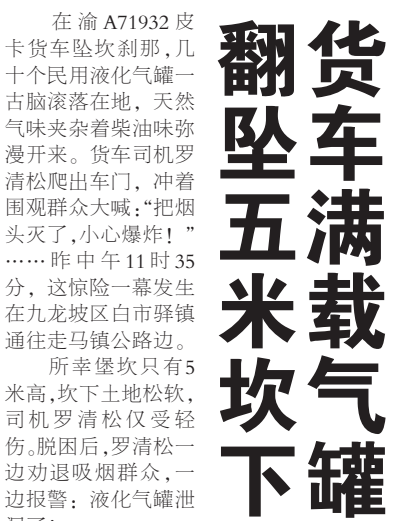 货车满载气罐
翻坠五米坎下
在渝A71932皮
卡货车坠坎刹那,几
十个民用液化气罐一
古脑滚落在地，天然
气味夹杂着柴油味弥
漫开来。货车司机罗
清松爬出车门，冲着
围观群众大喊:“把烟
头灭了,小心爆炸！”
……昨中午11时35
分，这惊险一幕发生
在九龙坡区白市驿镇
通往走马镇公路边。
所幸堡坎只有5
米高,坎下土地松软,
司机罗清松仅受轻
伤。脱困后,罗清松一
边劝退吸烟群众,一
边报警：液化气罐泄